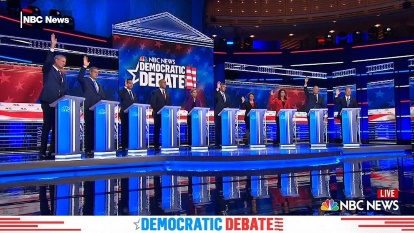 NBC News
NBC NEWS
DEMOCRATIC
DEBATE
LIVE
NBC NEWS
DEMOCRATIC DEBATE